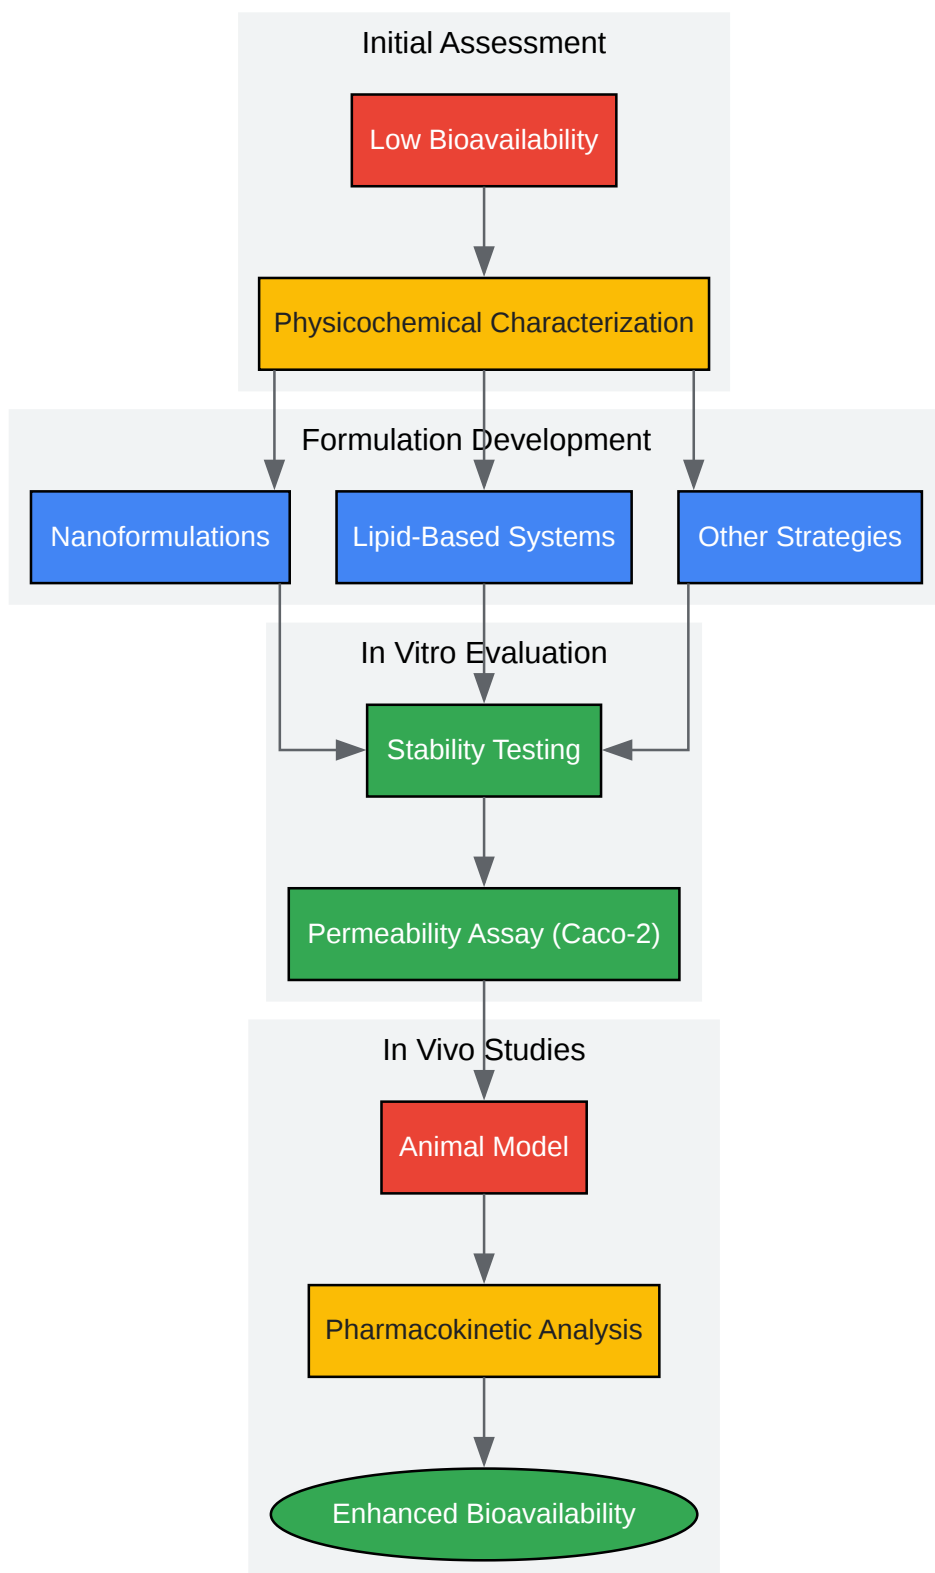 Initial Assessment
Low Bioavailability
Physicochemical Characterization
Formulation Development
Nanoformulations
Lipid-Based Systems
Other Strategies
In Vitro Evaluation
Stability Testing
Permeability Assay (Caco-2)
In Vivo Studies
Animal Model
Pharmacokinetic Analysis
Enhanced Bioavailability